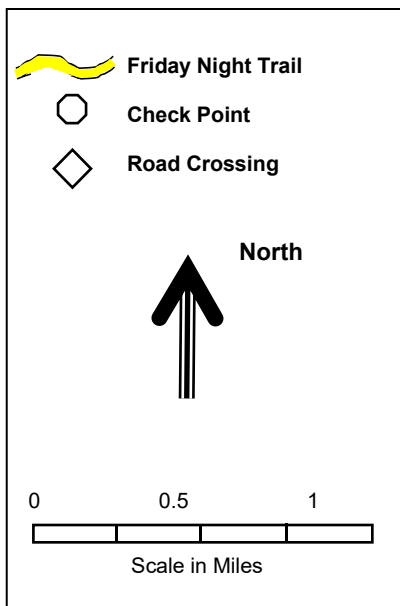 Friday Night Trail
Check Point
Road Crossing
North
0 0.5 1
Scale in Miles